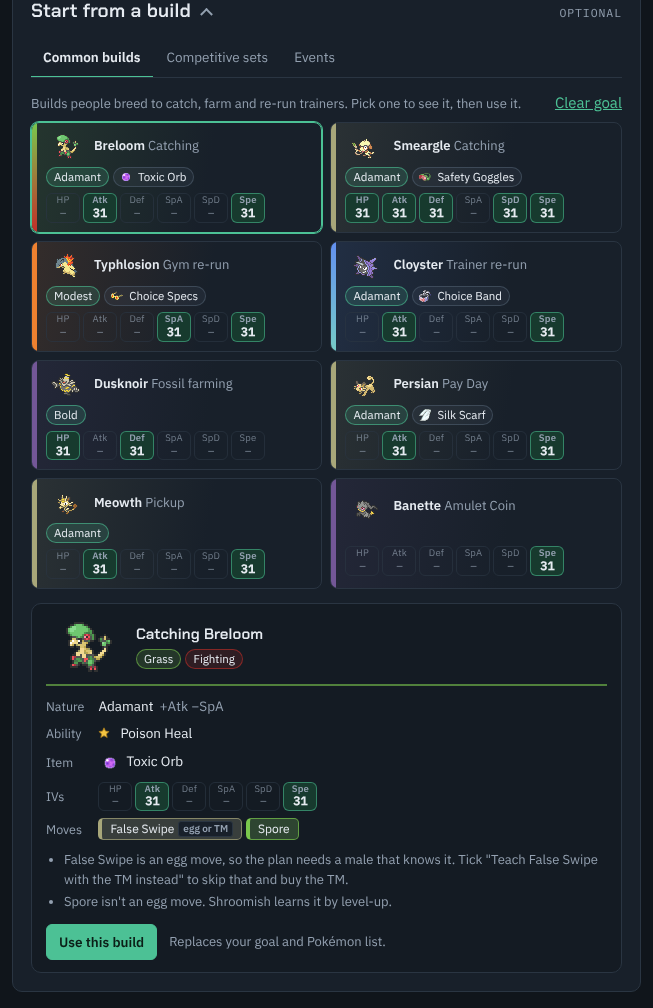 Start from a build
OPTIONAL
Common builds Competitive sets Events
Builds people breed to catch, farm and re-run trainers. Pick one to see it, then use it. Clear goal
Breloom Catching
Adamant Toxic Orb
HP Atk Def SpA SpD Spe
– 31 – – – 31
Smeargle Catching
Adamant Safety Goggles
HP Atk Def SpA SpD Spe
31 31 31 – 31 31
Typhlosion Gym re-run
Modest Choice Specs
HP Atk Def SpA SpD Spe
– – – 31 – 31
Cloyster Trainer re-run
Adamant Choice Band
HP Atk Def SpA SpD Spe
– 31 – – – 31
Dusknoir Fossil farming
Bold
HP Atk Def SpA SpD Spe
31 – 31 – – –
Persian Pay Day
Adamant Silk Scarf
HP Atk Def SpA SpD Spe
– 31 – – – 31
Meowth Pickup
Adamant
HP Atk Def SpA SpD Spe
– 31 – – – 31
Banette Amulet Coin
HP Atk Def SpA SpD Spe
– – – – – 31
Catching Breloom
Grass Fighting
Nature Adamant +Atk –SpA
Ability Poison Heal
Item Toxic Orb
IVs HP Atk Def SpA SpD Spe
– 31 – – – 31
Moves False Swipe egg or TM Spore
• False Swipe is an egg move, so the plan needs a male that knows it. Tick "Teach False Swipe
with the TM instead" to skip that and buy the TM.
• Spore isn't an egg move. Shroomish learns it by level-up.
Use this build Replaces your goal and Pokémon list.